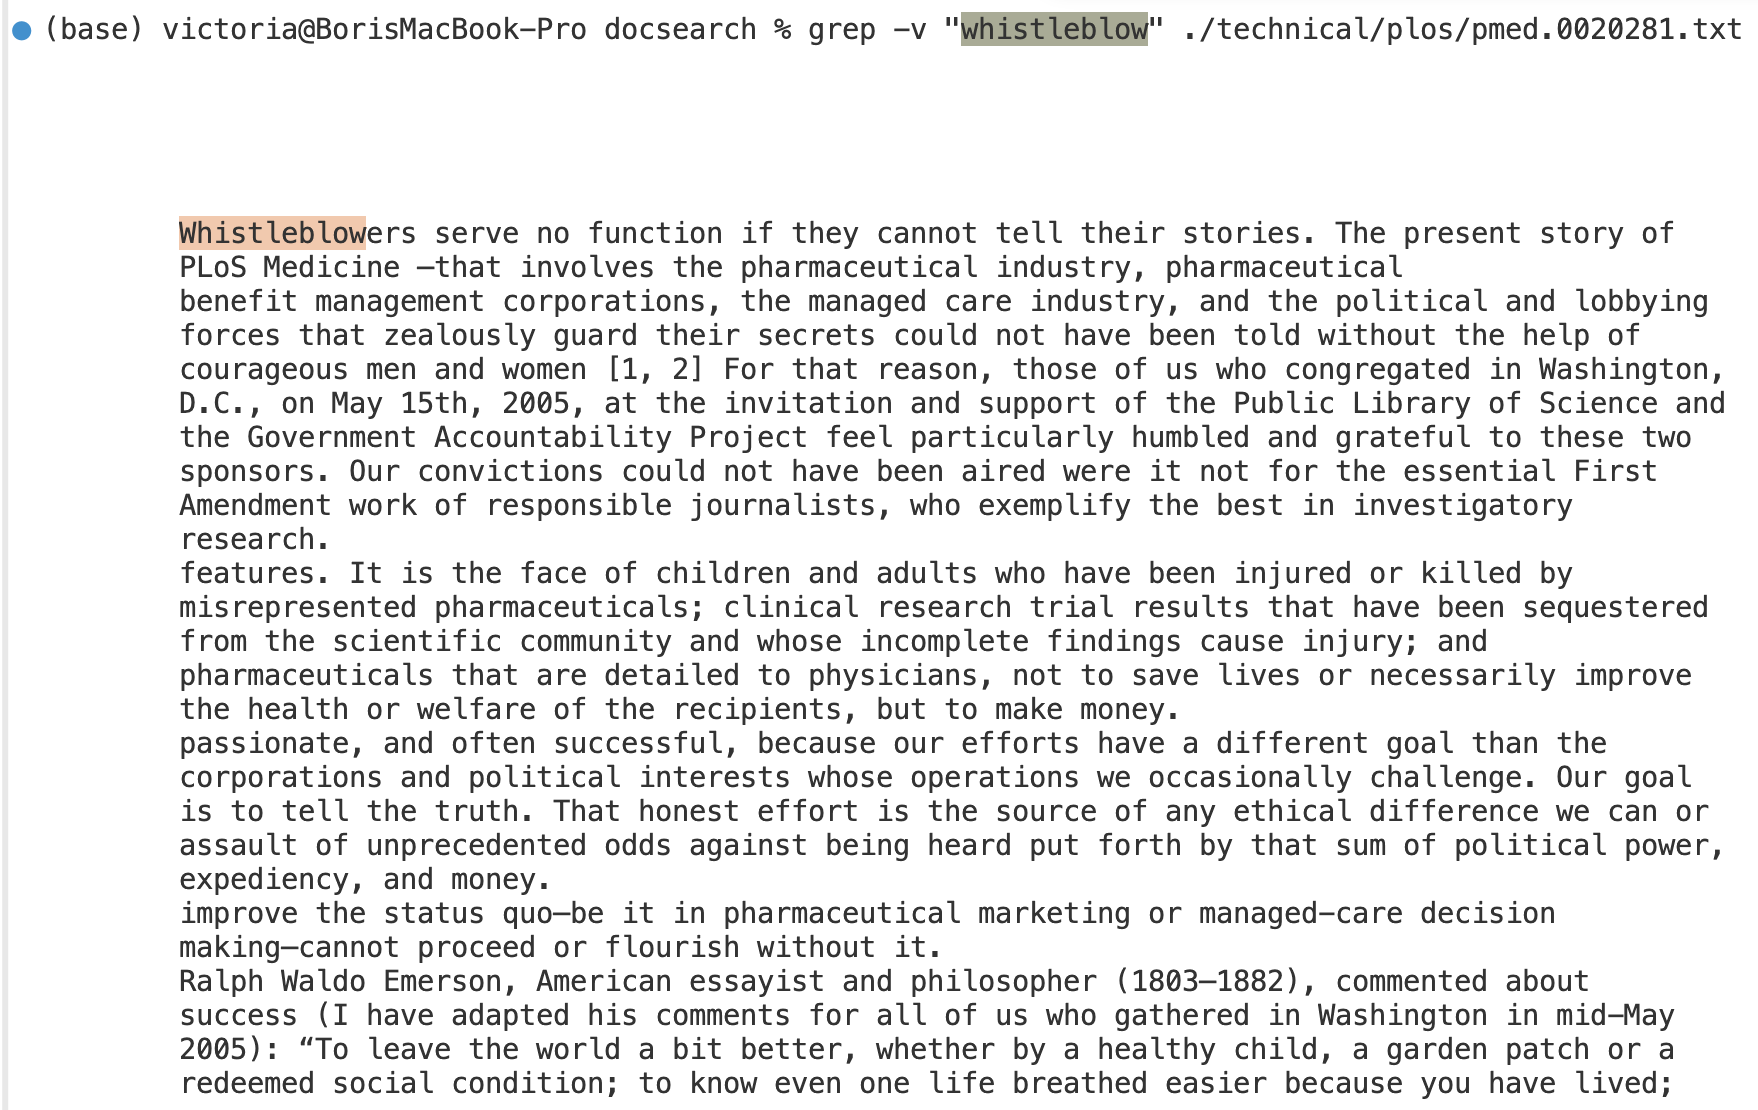 (base) victoria@BorisMacBook-Pro docsearch % grep -v "whistleblow" ./technical/plos/pmed.0020281.txt
Whistleblowers serve no function if they cannot tell their stories. The present story of
PLoS Medicine —that involves the pharmaceutical industry, pharmaceutical
benefit management corporations, the managed care industry, and the political and lobbying
forces that zealously guard their secrets could not have been told without the help of
courageous men and women [1, 2] For that reason, those of us who congregated in Washington,
D.C., on May 15th, 2005, at the invitation and support of the Public Library of Science and
the Government Accountability Project feel particularly humbled and grateful to these two
sponsors. Our convictions could not have been aired were it not for the essential First
Amendment work of responsible journalists, who exemplify the best in investigatory
research.
features. It is the face of children and adults who have been injured or killed by
misrepresented pharmaceuticals; clinical research trial results that have been sequestered
from the scientific community and whose incomplete findings cause injury; and
pharmaceuticals that are detailed to physicians, not to save lives or necessarily improve
the health or welfare of the recipients, but to make money.
passionate, and often successful, because our efforts have a different goal than the
corporations and political interests whose operations we occasionally challenge. Our goal
is to tell the truth. That honest effort is the source of any ethical difference we can or
assault of unprecedented odds against being heard put forth by that sum of political power,
expediency, and money.
improve the status quo—be it in pharmaceutical marketing or managed-care decision
making—cannot proceed or flourish without it.
Ralph Waldo Emerson, American essayist and philosopher (1803–1882), commented about
success (I have adapted his comments for all of us who gathered in Washington in mid-May
2005): “To leave the world a bit better, whether by a healthy child, a garden patch or a
redeemed social condition; to know even one life breathed easier because you have lived;